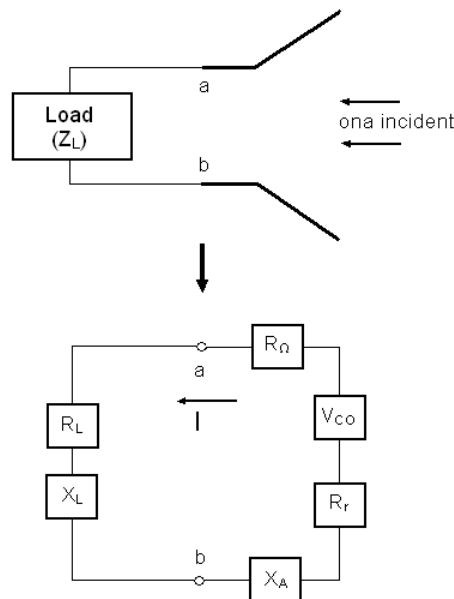 a
Load
(ZL)
ona incident
b
RΩ
a
I
VCO
RL
XL
Rr
b
XA